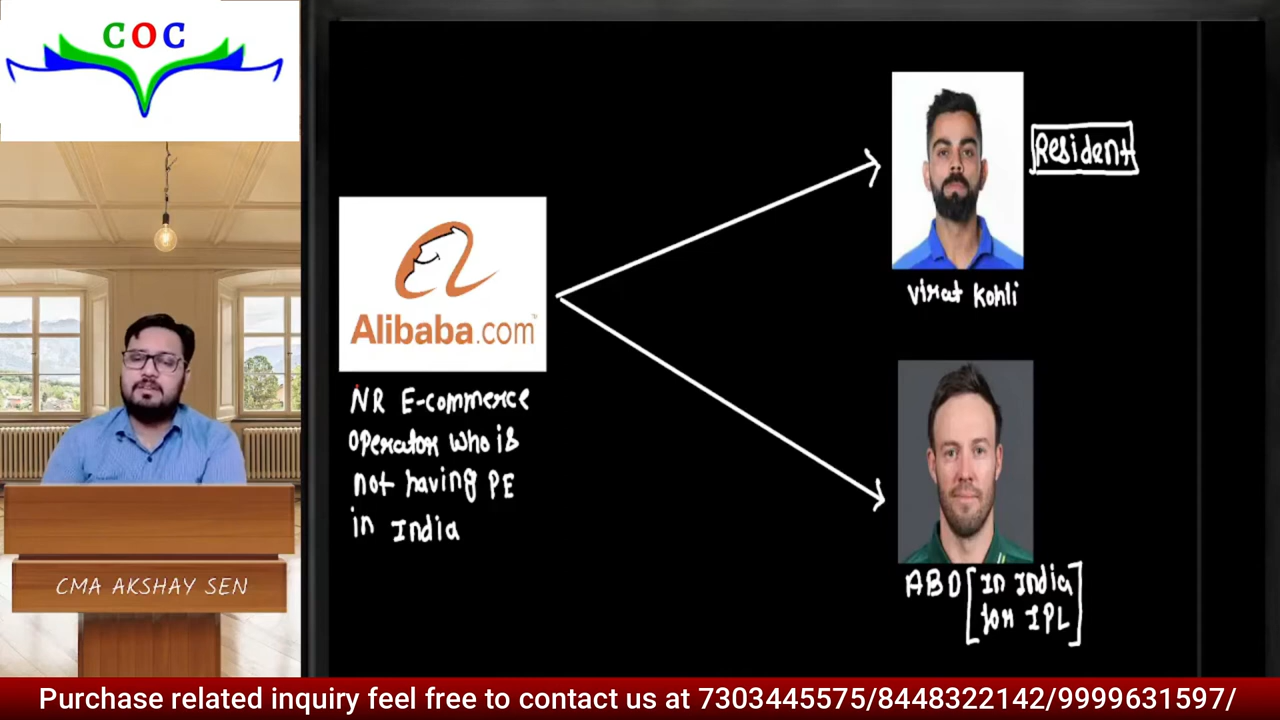 COC
Resident
Virat Kohli
Alibaba.com
NR E-commerce
operator who is
not having PE
in India
CMA AKSHAY SEN
ABD [In India
for IPL]
Purchase related inquiry feel free to contact us at 7303445575/8448322142/9999631597/